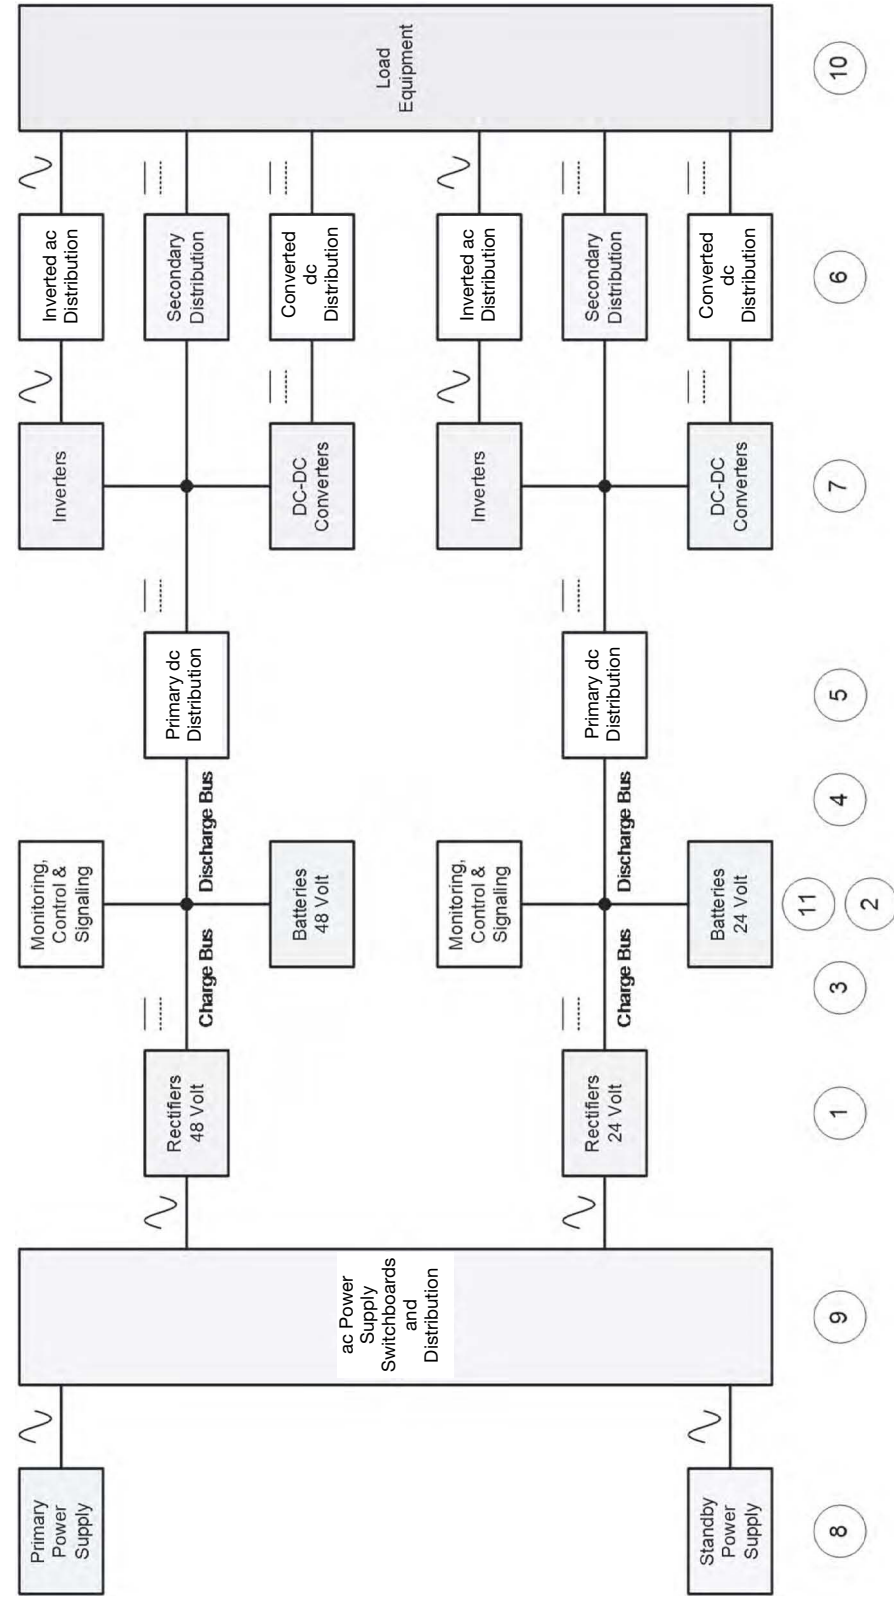 Primary
Power
Supply
Monitoring,
Control &
Signaling
Inverters
Inverted ac
Distribution
Rectifiers
48 Volt
Charge Bus
Discharge Bus
Primary dc
Distribution
Secondary
Distribution
Batteries
48 Volt
DC-DC
Converters
Converted
dc
Distribution
ac Power
Supply
Switchboards
and
Distribution
Load
Equipment
Monitoring,
Control &
Signaling
Inverters
Inverted ac
Distribution
Rectifiers
24 Volt
Charge Bus
Discharge Bus
Primary dc
Distribution
Secondary
Distribution
Standby
Power
Supply
Batteries
24 Volt
DC-DC
Converters
Converted
dc
Distribution
8
9
1
3
11
2
4
5
7
6
10